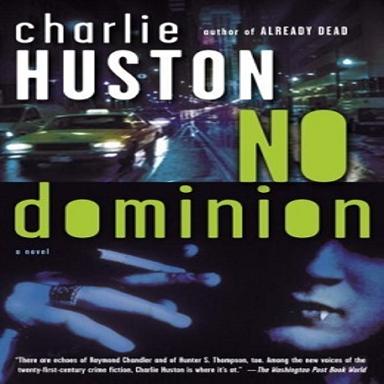 charlie author of ALREADY DEAD
HUSTON
NO
dominion
a novel
"There are echoes of Raymond Chandler and of Hunter S. Thompson, too. Among the new voices of the
twenty-first-century crime fiction, Charlie Huston is where it's at." —The Washington Post Book World